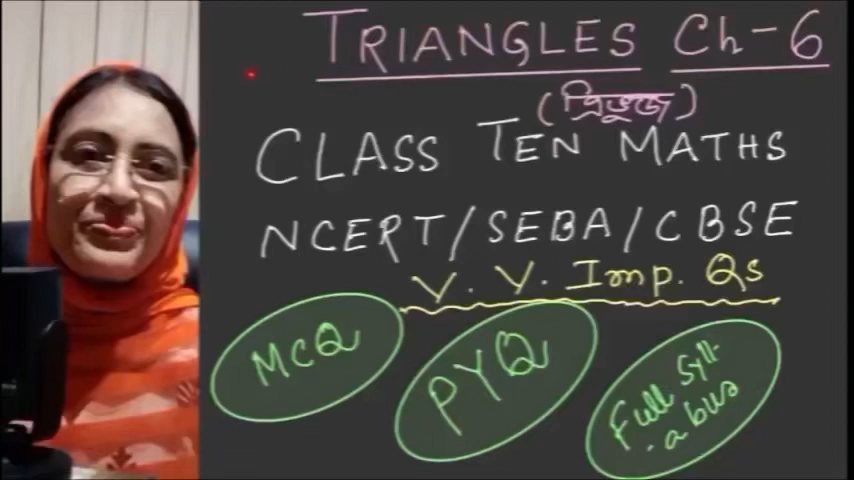 TRIANGLES Ch-6
(ত্রিভুজ)
CLASS TEN MATHS
NCERT/SEBA/CBSE
V. V. Imp. Qs
MCQ
PYQ
Full Syll-
abus